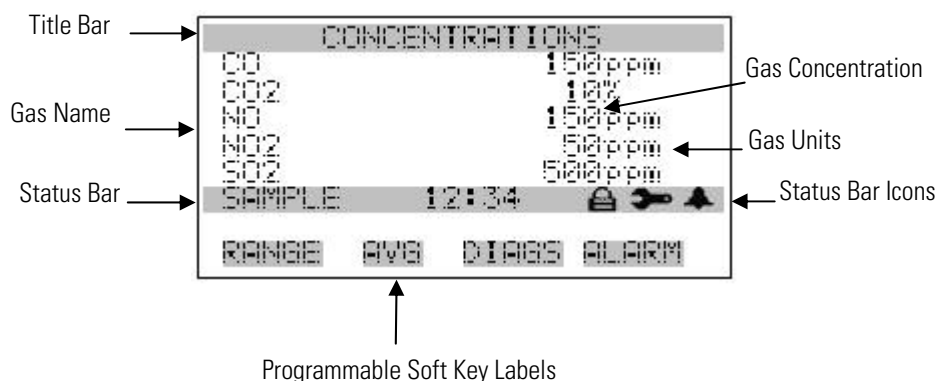 Title Bar
CONCENTRATIONS
CO 150ppm
Gas Concentration
CO2 10%
Gas Name
NO 150ppm
NO2 50ppm
Gas Units
SO2 500ppm
Status Bar
SAMPLE 12:34
Status Bar Icons
RANGE AVG DIAGS ALARM
Programmable Soft Key Labels